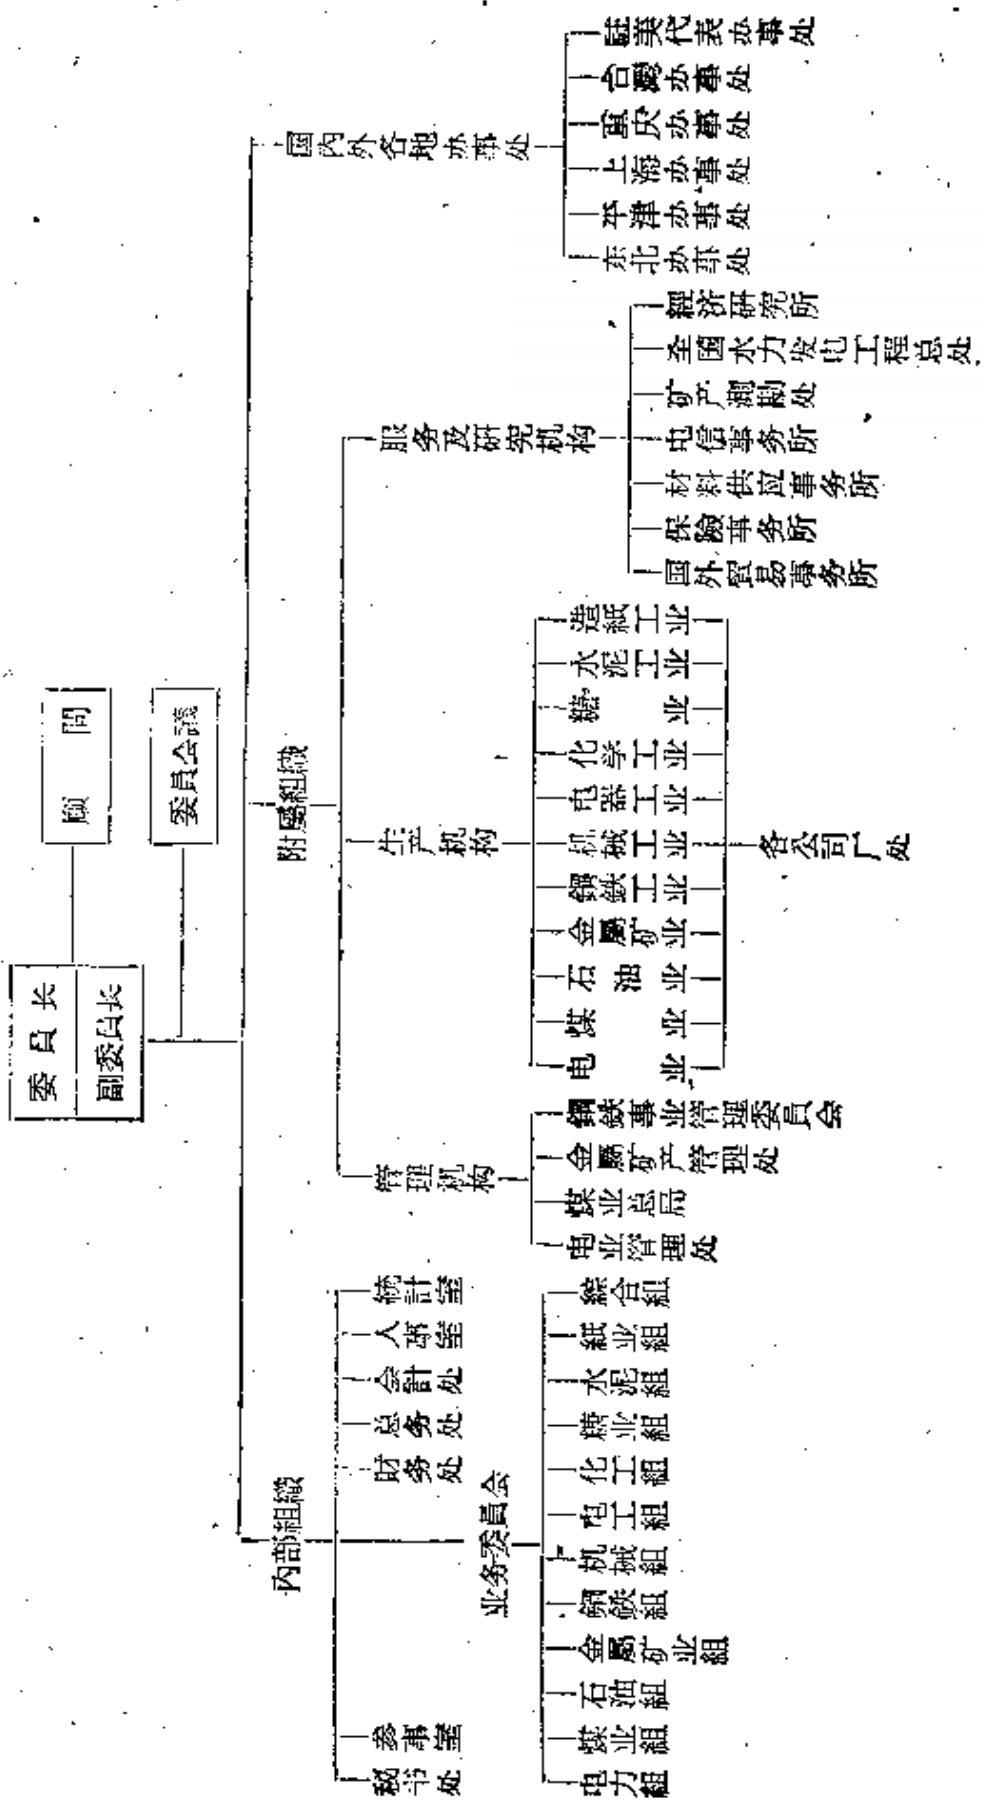 委員长
副委員长
顾問
委員会議
内部組織
附屬組織
国内外各地办事处
秘书处
参事室
財务处
总务处
会計处
人事室
統計室
业务委員会
电力組
煤业組
石油組
金屬矿业組
鋼鉄組
机械組
电工組
化工組
糖业組
水泥組
紙业組
綜合組
管理机构
生产机构
服务及研究机构
电业管理处
煤业总局
金屬矿产管理处
鋼鉄事业管理委員会
电业
煤业
石油业
金屬矿业
鋼鉄工业
机械工业
电器工业
化学工业
糖业
水泥工业
造紙工业
各公司厂处
国外貿易事务所
保險事务所
材料供应事务所
电信事务所
矿产測勘处
全国水力发电工程总处
經济研究所
东北办事处
平津办事处
上海办事处
重庆办事处
台灣办事处
駐美代表办事处